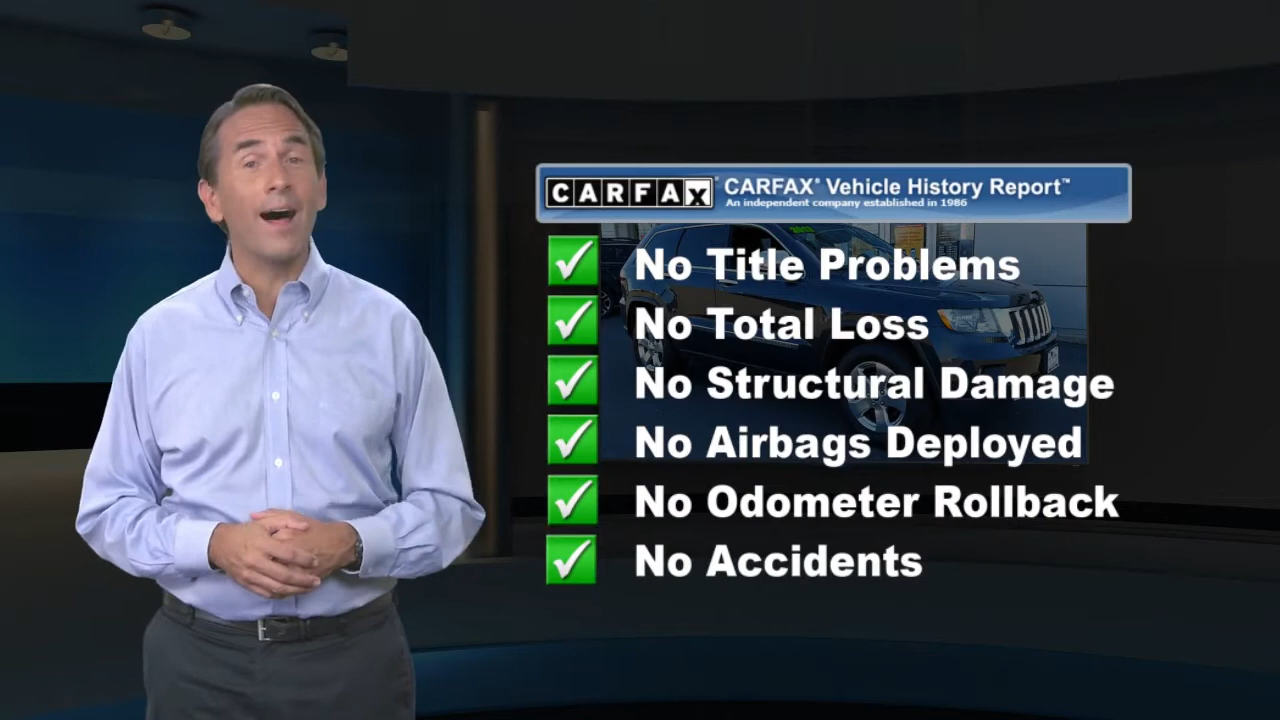 CARFAX® CARFAX® Vehicle History Report™
An independent company established in 1986
No Title Problems
No Total Loss
No Structural Damage
No Airbags Deployed
No Odometer Rollback
No Accidents